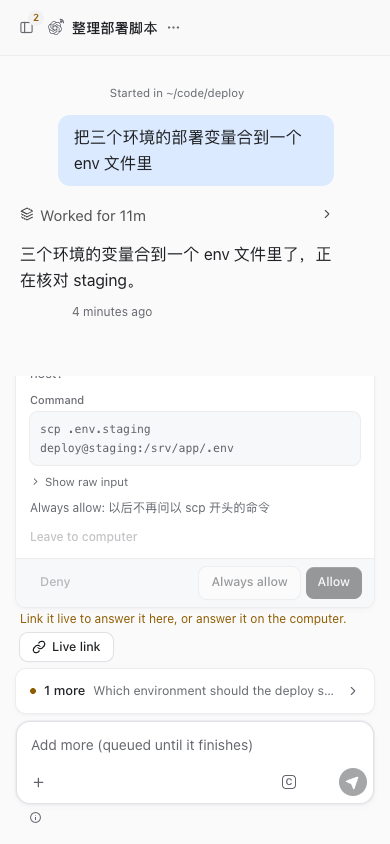 2
整理部署脚本 ···
Started in ~/code/deploy
把三个环境的部署变量合到一个
env 文件里
Worked for 11m
三个环境的变量合到一个 env 文件里了，正
在核对 staging。
4 minutes ago
Command
scp .env.staging
deploy@staging:/srv/app/.env
Show raw input
Always allow: 以后不再问以 scp 开头的命令
Leave to computer
Deny
Always allow
Allow
Link it live to answer it here, or answer it on the computer.
Live link
1 more Which environment should the deploy s...
Add more (queued until it finishes)
C